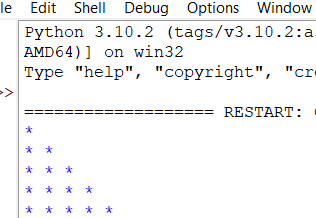 Edit Shell Debug Options Window
Python 3.10.2 (tags/v3.10.2:a
AMD64)] on win32
Type "help", "copyright", "cr
>>
=================== RESTART:
*
* *
* * *
* * * *
* * * * *